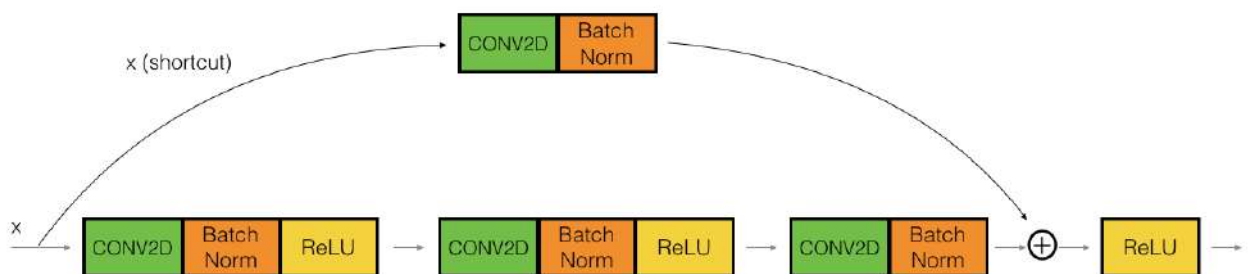 CONV2D
Batch
Norm
x (shortcut)
x
CONV2D
Batch
Norm
ReLU
CONV2D
Batch
Norm
ReLU
CONV2D
Batch
Norm
ReLU